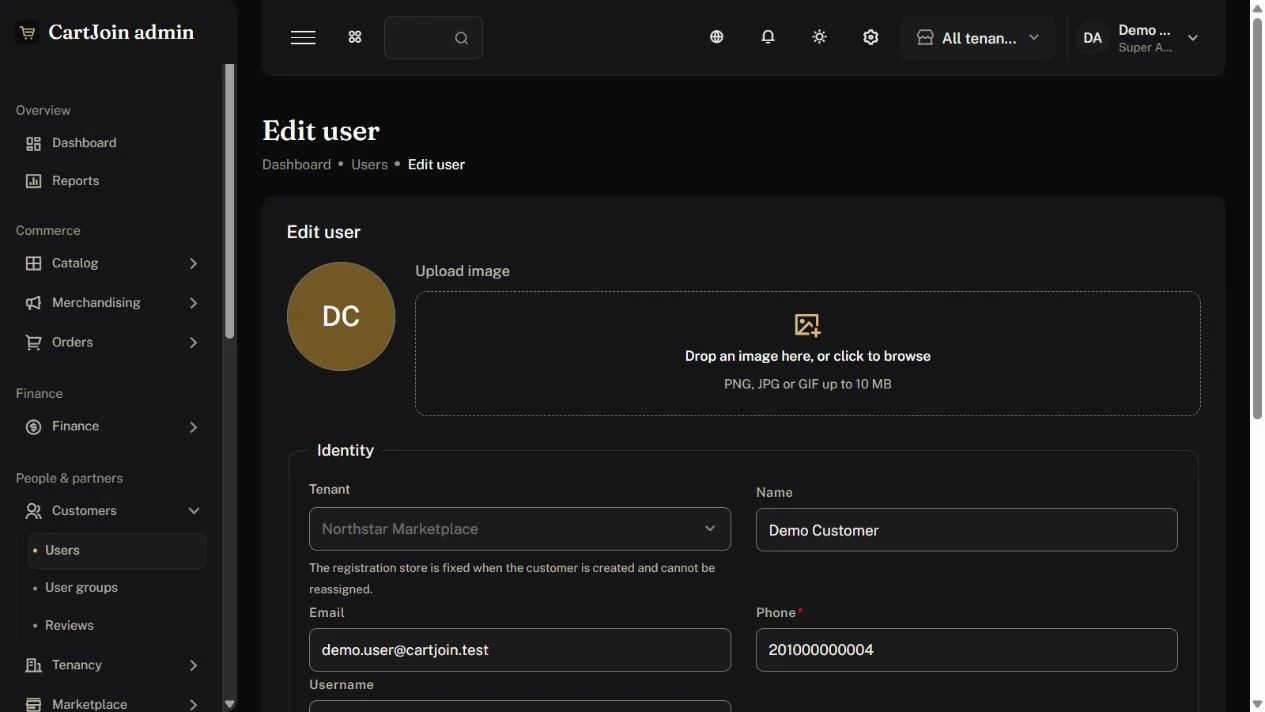 CartJoin admin
All tenan...
DA
Demo ...
Super A...
Overview
Dashboard
Reports
Commerce
Catalog
Merchandising
Orders
Finance
Finance
People & partners
Customers
• Users
• User groups
• Reviews
Tenancy
Marketplace
Edit user
Dashboard • Users • Edit user
Edit user
DC
Upload image
Drop an image here, or click to browse
PNG, JPG or GIF up to 10 MB
Identity
Tenant
Northstar Marketplace
The registration store is fixed when the customer is created and cannot be
reassigned.
Name
Demo Customer
Email
demo.user@cartjoin.test
Phone*
201000000004
Username